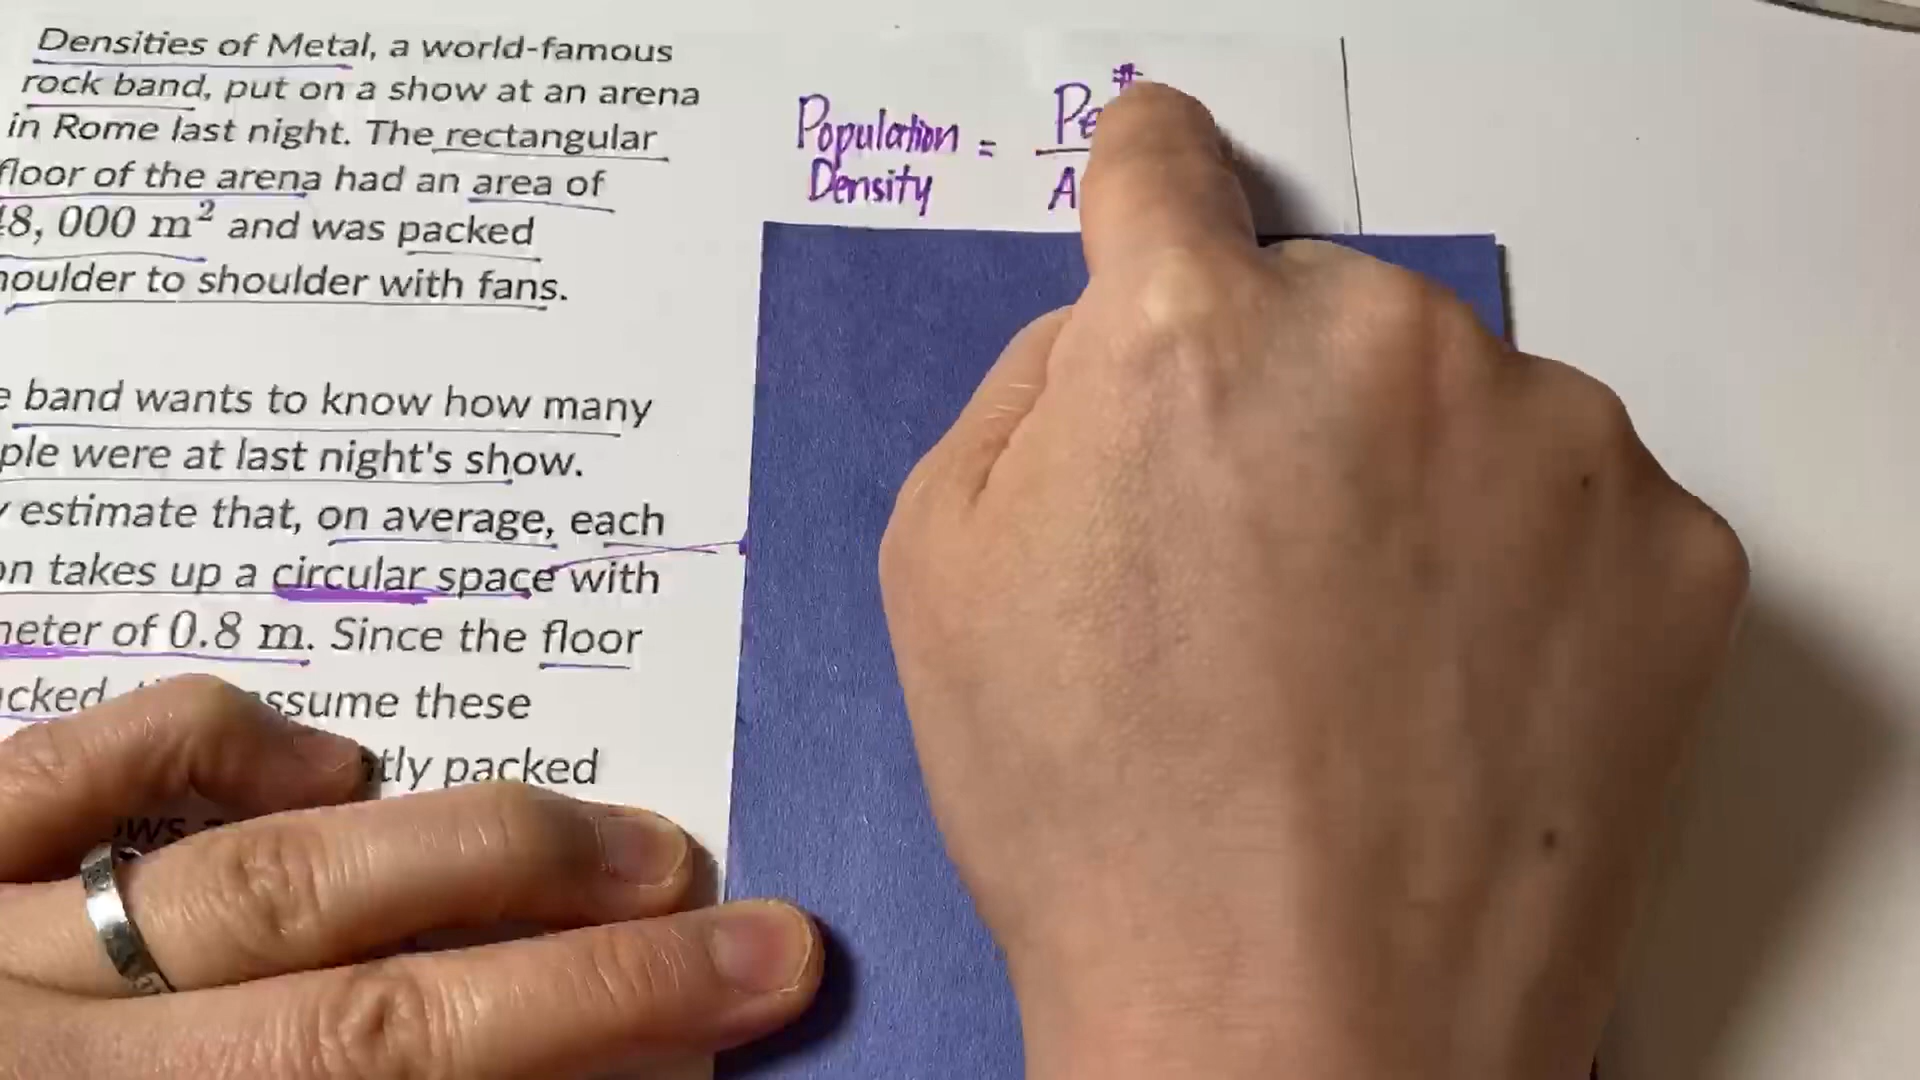 Densities of Metal, a world-famous
rock band, put on a show at an arena
in Rome last night. The rectangular
floor of the arena had an area of
8, 000 m² and was packed
houlder to shoulder with fans.
e band wants to know how many
ple were at last night's show.
y estimate that, on average, each
on takes up a circular space with
meter of 0.8 m. Since the floor
cked, ssume these
tly packed
ows
Population
Density
=
#
Pe
A